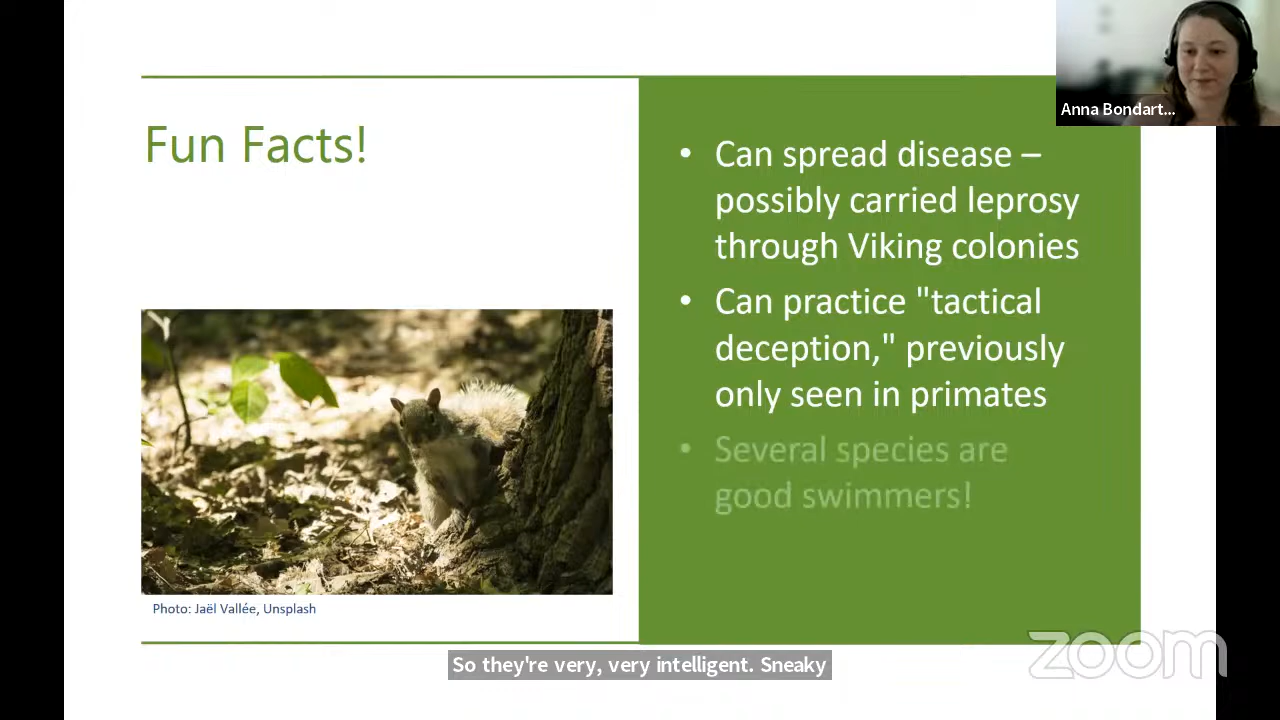 Anna Bondart...
Fun Facts!
• Can spread disease –
possibly carried leprosy
through Viking colonies
• Can practice "tactical
deception," previously
only seen in primates
• Several species are
good swimmers!
Photo: Jaël Vallée, Unsplash
So they're very, very intelligent. Sneaky
zoom